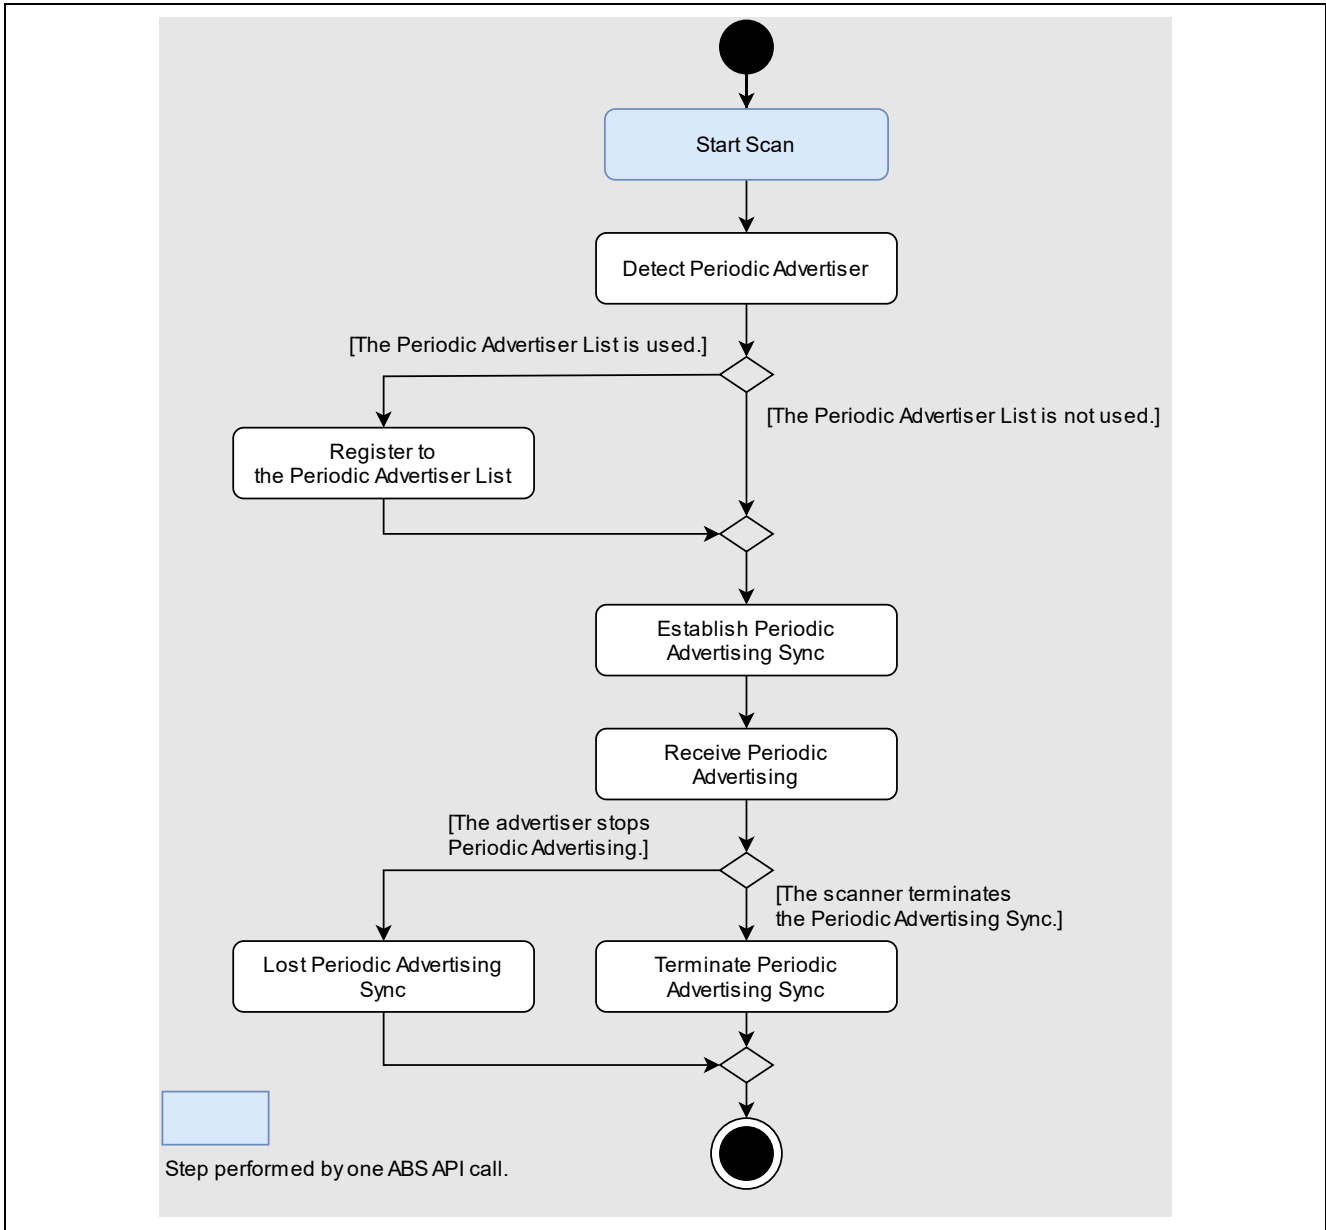 Start Scan
Detect Periodic Advertiser
[The Periodic Advertiser List is used.]
[The Periodic Advertiser List is not used.]
Register to
the Periodic Advertiser List
Establish Periodic
Advertising Sync
Receive Periodic
Advertising
[The advertiser stops
Periodic Advertising.]
[The scanner terminates
the Periodic Advertising Sync.]
Lost Periodic Advertising
Sync
Terminate Periodic
Advertising Sync
Step performed by one ABS API call.